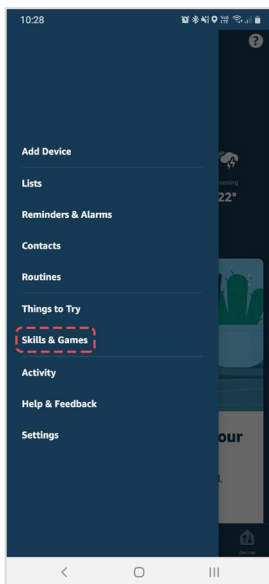 10:28
Add Device
Lists
Reminders & Alarms
Contacts
Routines
Things to Try
Skills & Games
Activity
Help & Feedback
Settings
?
22°
our